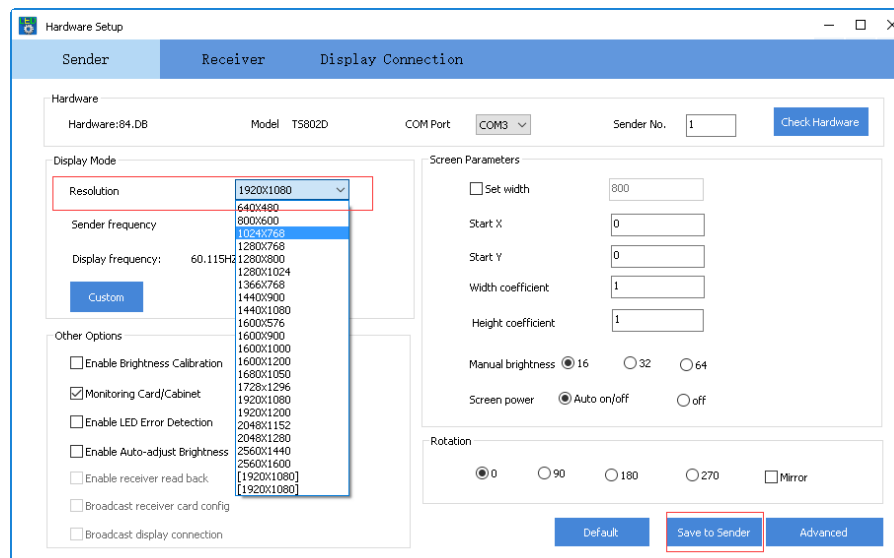 Hardware Setup
Sender Receiver Display Connection
Hardware
Hardware:84.DB Model TS802D COM Port COM3 Sender No. 1 Check Hardware
Display Mode
Resolution 1920X1080
640X480
800X600
1024X768
1280X768
1280X800
1280X1024
1366X768
1440X900
1440X1080
1600X576
1600X900
1600X1000
1600X1200
1680X1050
1728x1296
1920X1080
1920X1200
2048X1152
2048X1280
2560X1440
2560X1600
[1920X1080]
[1920X1080]
Sender frequency
Display frequency: 60.115HZ
Custom
Other Options
Enable Brightness Calibration
Monitoring Card/Cabinet
Enable LED Error Detection
Enable Auto-adjust Brightness
Enable receiver read back
Broadcast receiver card config
Broadcast display connection
Screen Parameters
Set width 800
Start X 0
Start Y 0
Width coefficient 1
Height coefficient 1
Manual brightness 16 32 64
Screen power Auto on/off off
Rotation
0 90 180 270 Mirror
Default Save to Sender Advanced